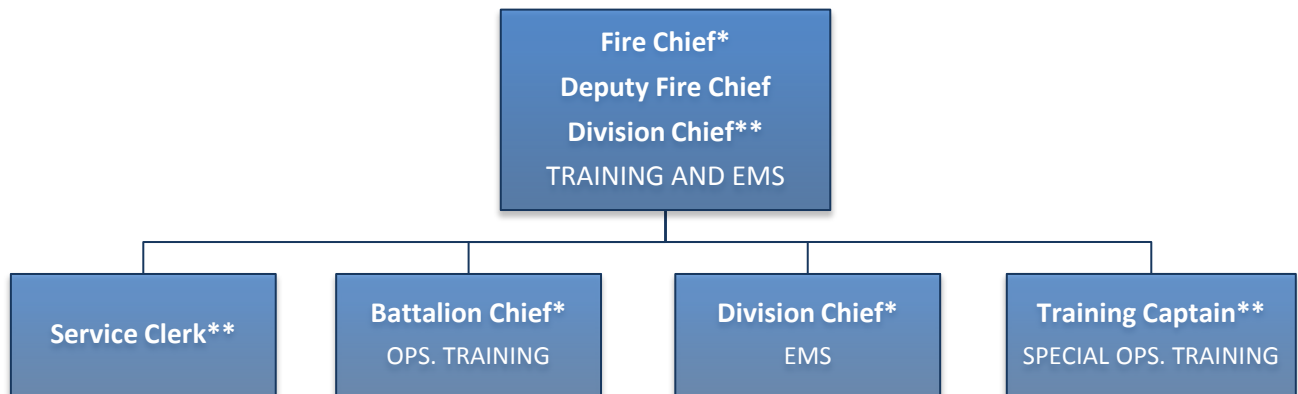 Fire Chief*
Deputy Fire Chief
Division Chief**
TRAINING AND EMS
Service Clerk**
Battalion Chief*
OPS. TRAINING
Division Chief*
EMS
Training Captain**
SPECIAL OPS. TRAINING